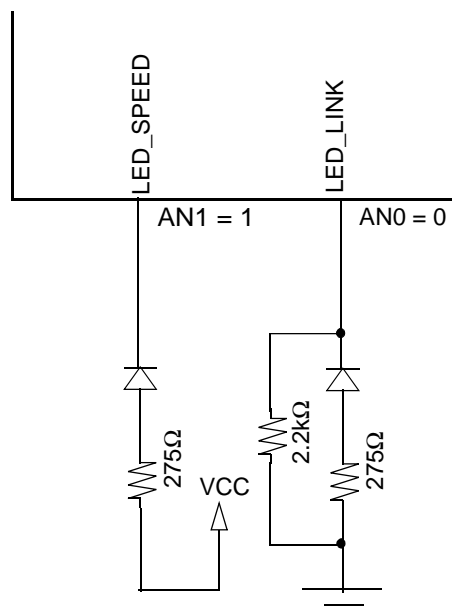 LED_SPEED
LED_LINK
AN1 = 1
AN0 = 0
2.2kΩ
275Ω
275Ω
VCC